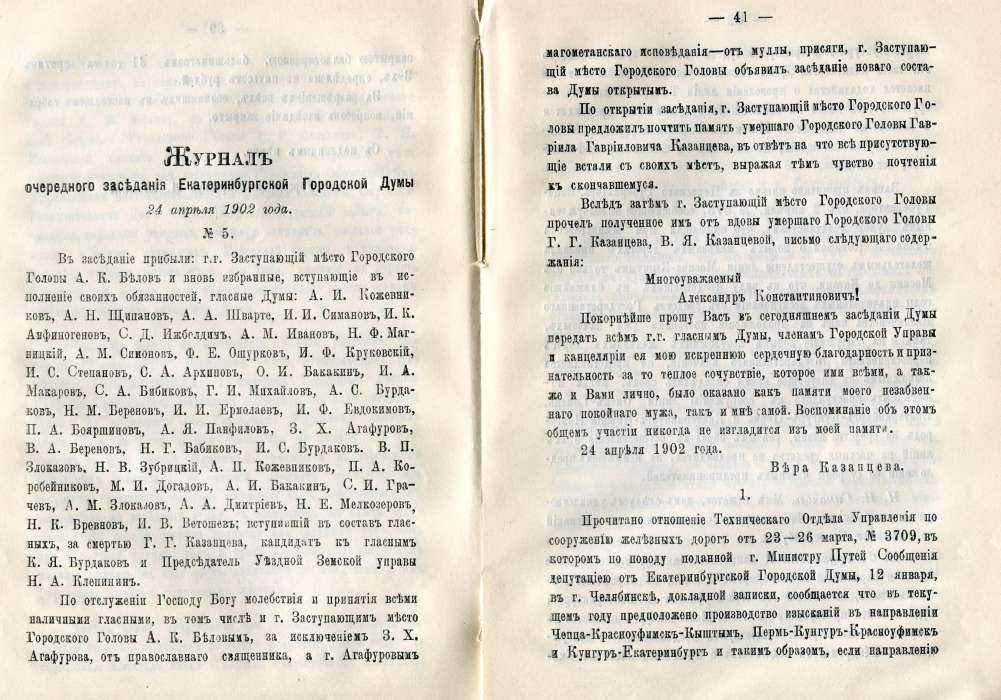 ЖУРНАЛЪ
очередного засѣданія Екатеринбургской Городской Думы
24 апрѣля 1902 года.
№ 5.
Въ засѣданіе прибыли: г.г. Заступающій мѣсто Городского
Головы А. К. Бѣловъ и вновь избранные, вступающіе въ ис-
полненіе своихъ обязанностей, гласные Думы: А. И. Кожевни-
ковъ, А. Н. Щипановъ, А. А. Шварте, И. И. Симановъ, И. К.
Анфиногеновъ, С. Д. Ижболдичъ, А. М. Ивановъ, Н. Ф. Маг-
ницкій, А. М. Симоновъ, Ф. Е. Ошурковъ, И. Ф. Круковскій,
И. С. Степановъ, С. А. Архиповъ, О. И. Бакакинъ, И. А.
Макаровъ, С. А. Бибиковъ, Г. И. Михайловъ, А. С. Бурда-
ковъ, Н. М. Береновъ, И. И. Ермолаевъ, И. Ф. Евдокимовъ,
П. А. Бояршиновъ, А. Я. Панфиловъ, З. Х. Агафуровъ,
В. А. Береновъ, Н. Г. Бабиковъ, И. С. Бурдаковъ. В. П.
Злоказовъ, Н. В. Зубрицкій, А. П. Кожевниковъ, П. А. Ко-
робейниковъ, М. И. Догадовъ, А. И. Бакакинъ, С. И. Гра-
чевъ, А. М. Злоказовъ, А. А. Дмитріевъ, Н. Е. Мелкозеровъ,
Н. К. Бревновъ, И. В. Ветошевъ; вступившій въ составъ глас-
ныхъ, за смертью Г. Г. Казанцева, кандидатъ къ гласнымъ
К. Я. Бурдаковъ и Предсѣдатель Уѣздной Земской управы
Н. А. Клепининъ.
По отслуженіи Господу Богу молебствія и принятія всѣми
наличными гласными, въ томъ числѣ и г. Заступающимъ мѣсто
Городского Головы А. К. Бѣловымъ, за исключеніемъ З. Х.
Агафурова, отъ православнаго священника, а г. Агафуровымъ
— 41 —
магометанскаго исповѣданія—отъ муллы, присяги, г. Заступаю-
щій мѣсто Городского Головы объявилъ засѣданіе новаго соста-
ва Думы открытымъ.
По открытіи засѣданія, г. Заступающій мѣсто Городского Го-
ловы предложилъ почтить память умершаго Городского Головы Гав-
ріила Гавріиловича Казанцева, въ отвѣтъ на что всѣ присутствую-
щіе встали съ своихъ мѣстъ, выражая тѣмъ чувство почтенія
къ скончавшемуся.
Вслѣдъ загѣмъ г. Заступающій мѣсто Городского Головы
прочелъ полученное имъ отъ вдовы умершаго Городского Головы
Г. Г. Казанцева, В. Я. Казанцевой, письмо слѣдующаго содер-
жанія:
Многоуважаемый
Александръ Константиновичъ!
Покорнѣйше прошу Васъ въ сегодняшнемъ засѣданіи Думы
передать всѣмъ г.г. гласнымъ Думы, членамъ Городской Управы
и канцеляріи ея мою искреннюю сердечную благодарность и приз-
нательность за то теплое сочувствіе, которое ими всѣми, а так-
же и Вами лично, было оказано какъ памяти моего незабвен-
наго покойнаго мужа, такъ и мнѣ самой. Воспоминаніе объ этомъ
общемъ участіи никогда не изгладится изъ моей памяти.
24 апрѣля 1902 года.
Вѣра Казанцева.
1.
Прочитано отношеніе Техническаго Отдѣла Управленія по
сооруженію желѣзныхъ дорогъ отъ 23—26 марта, № 3709, въ
которомъ по поводу поданной г. Министру Путей Сообщенія
депутаціею отъ Екатеринбургской Городской Думы, 12 января,
въ г. Челябинскѣ, докладной записки, сообщается что въ теку-
щемъ году предположено производство изысканій въ направленіи
Чепца-Красноуфимскъ-Кыштымъ, Пермь-Кунгуръ-Красноуфимскъ
и Кунгуръ-Екатеринбургъ и такимъ образомъ, если направленію